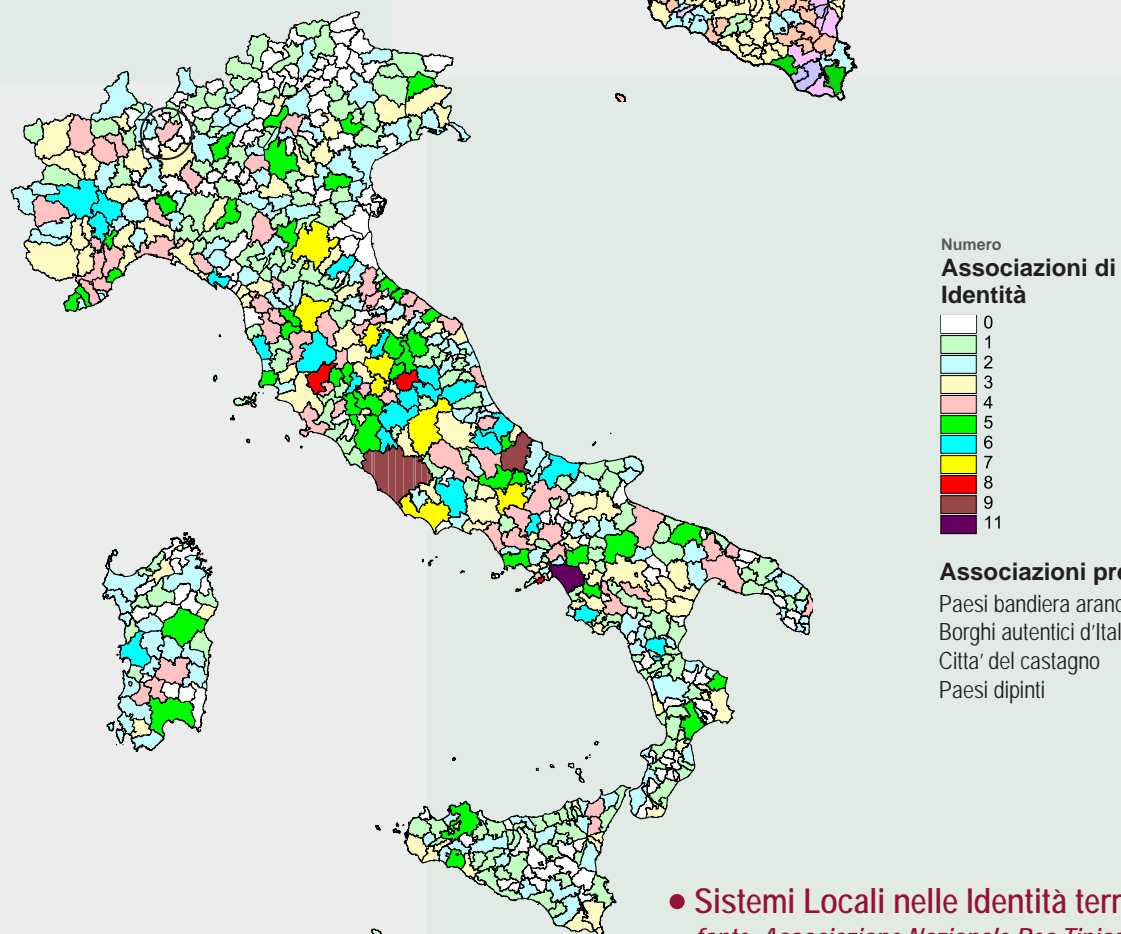 Numero
Associazioni di
Identità
0
1
2
3
4
5
6
7
8
9
11
Associazioni pre
Paesi bandiera aranc
Borghi autentici d'Ital
Citta' del castagno
Paesi dipinti
• Sistemi Locali nelle Identità terr